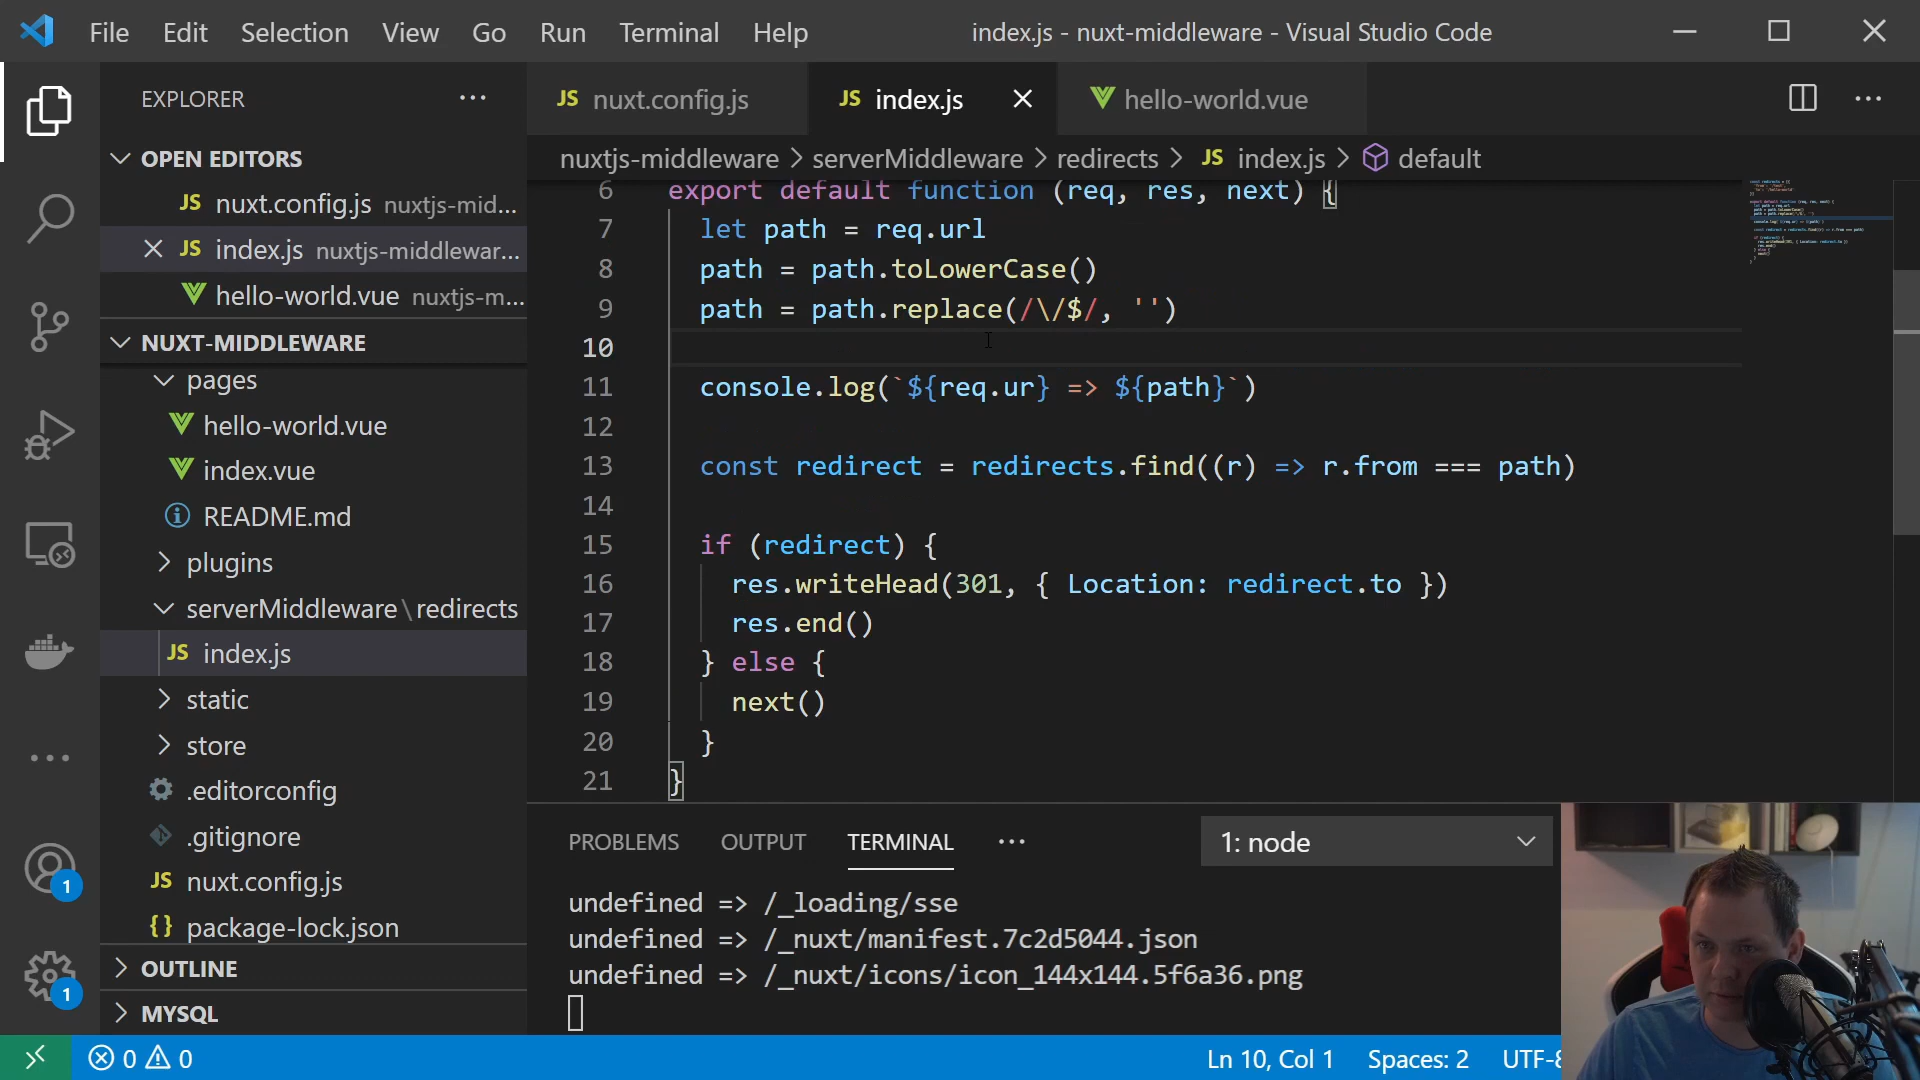 File Edit Selection View Go Run Terminal Help
index.js - nuxt-middleware - Visual Studio Code
EXPLORER
OPEN EDITORS
JS nuxt.config.js nuxtjs-mid...
JS index.js nuxtjs-middlewar...
hello-world.vue nuxtjs-m...
NUXT-MIDDLEWARE
pages
hello-world.vue
index.vue
README.md
plugins
serverMiddleware\redirects
JS index.js
static
store
.editorconfig
.gitignore
JS nuxt.config.js
{} package-lock.json
OUTLINE
MYSQL
JS nuxt.config.js
JS index.js
hello-world.vue
nuxtjs-middleware > serverMiddleware > redirects > JS index.js > default
6 export default function (req, res, next) {
7 let path = req.url
8 path = path.toLowerCase()
9 path = path.replace(/\/$/, '')
10
11 console.log(`${req.ur} => ${path}`)
12
13 const redirect = redirects.find((r) => r.from === path)
14
15 if (redirect) {
16 res.writeHead(301, { Location: redirect.to })
17 res.end()
18 } else {
19 next()
20 }
21 }
PROBLEMS OUTPUT TERMINAL ... 1: node
undefined => /_loading/sse
undefined => /_nuxt/manifest.7c2d5044.json
undefined => /_nuxt/icons/icon_144x144.5f6a36.png
1
1
0 0
Ln 10, Col 1 Spaces: 2 UTF-8